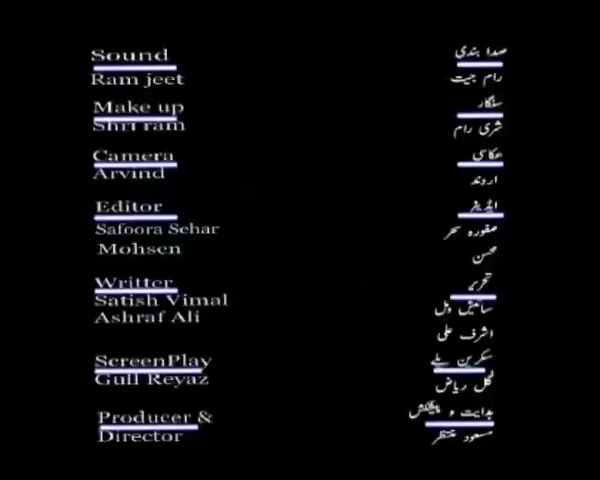 Sound صدا بندی
Ram jeet رام جیت
Make up سنگار
Shri ram شری رام
Camera عکاسی
Arvind اروند
Editor ایڈیٹر
Safoora Sehar صفورہ سحر
Mohsen محسن
Writter تحریر
Satish Vimal
Ashraf Ali اشرف علی
ScreenPlay سکرین پلے
Gull Reyaz گل ریاض
Producer & ہدایت و پیشکش
Director مسعود منتظر